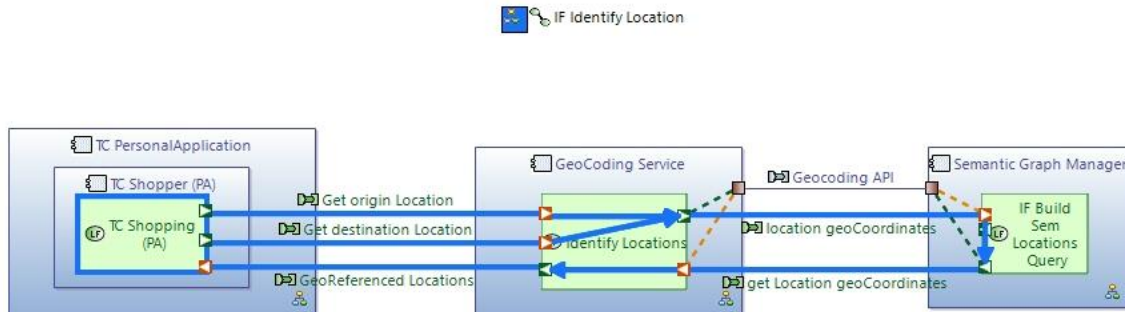 IF Identify Location
TC PersonalApplication
TC Shopper (PA)
LF
TC Shopping
(PA)
Get origin Location
Get destination Location
GeoReferenced Locations
GeoCoding Service
Identify Locations
Geocoding API
location geoCoordinates
get Location geoCoordinates
Semantic Graph Manager
LF
IF Build
Sem
Locations
Query